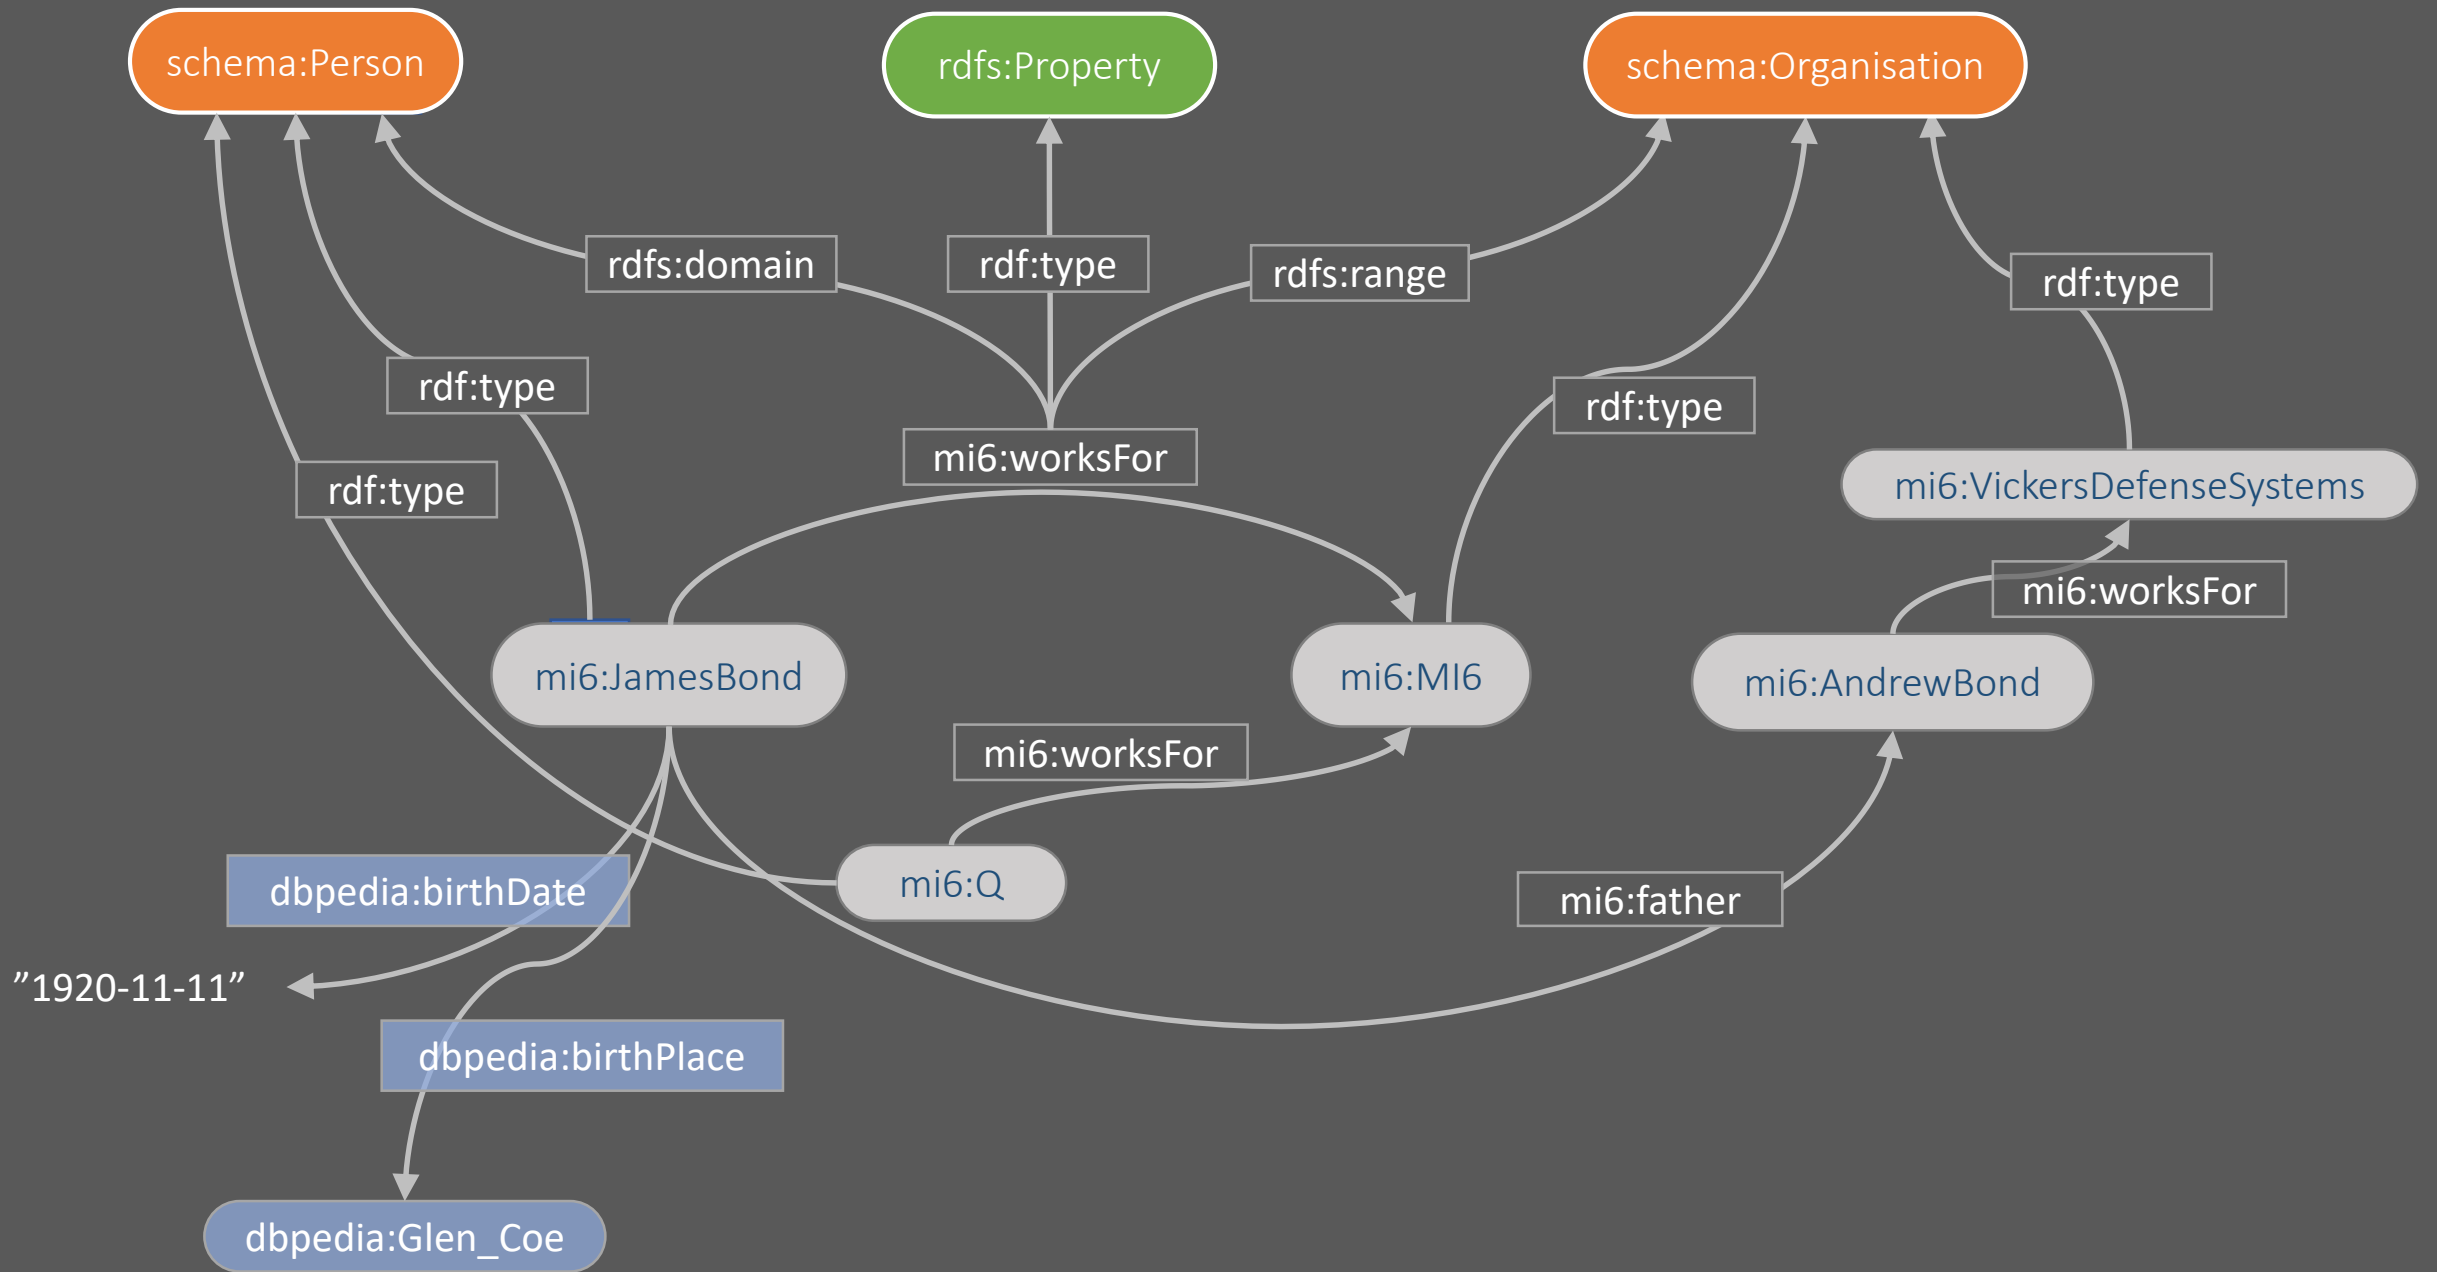 schema:Person
rdfs:Property
schema:Organisation
rdfs:domain
rdf:type
rdfs:range
rdf:type
rdf:type
rdf:type
mi6:worksFor
rdf:type
mi6:VickersDefenseSystems
mi6:worksFor
mi6:JamesBond
mi6:MI6
mi6:AndrewBond
mi6:worksFor
mi6:Q
dbpedia:birthDate
mi6:father
”1920-11-11”
dbpedia:birthPlace
dbpedia:Glen_Coe